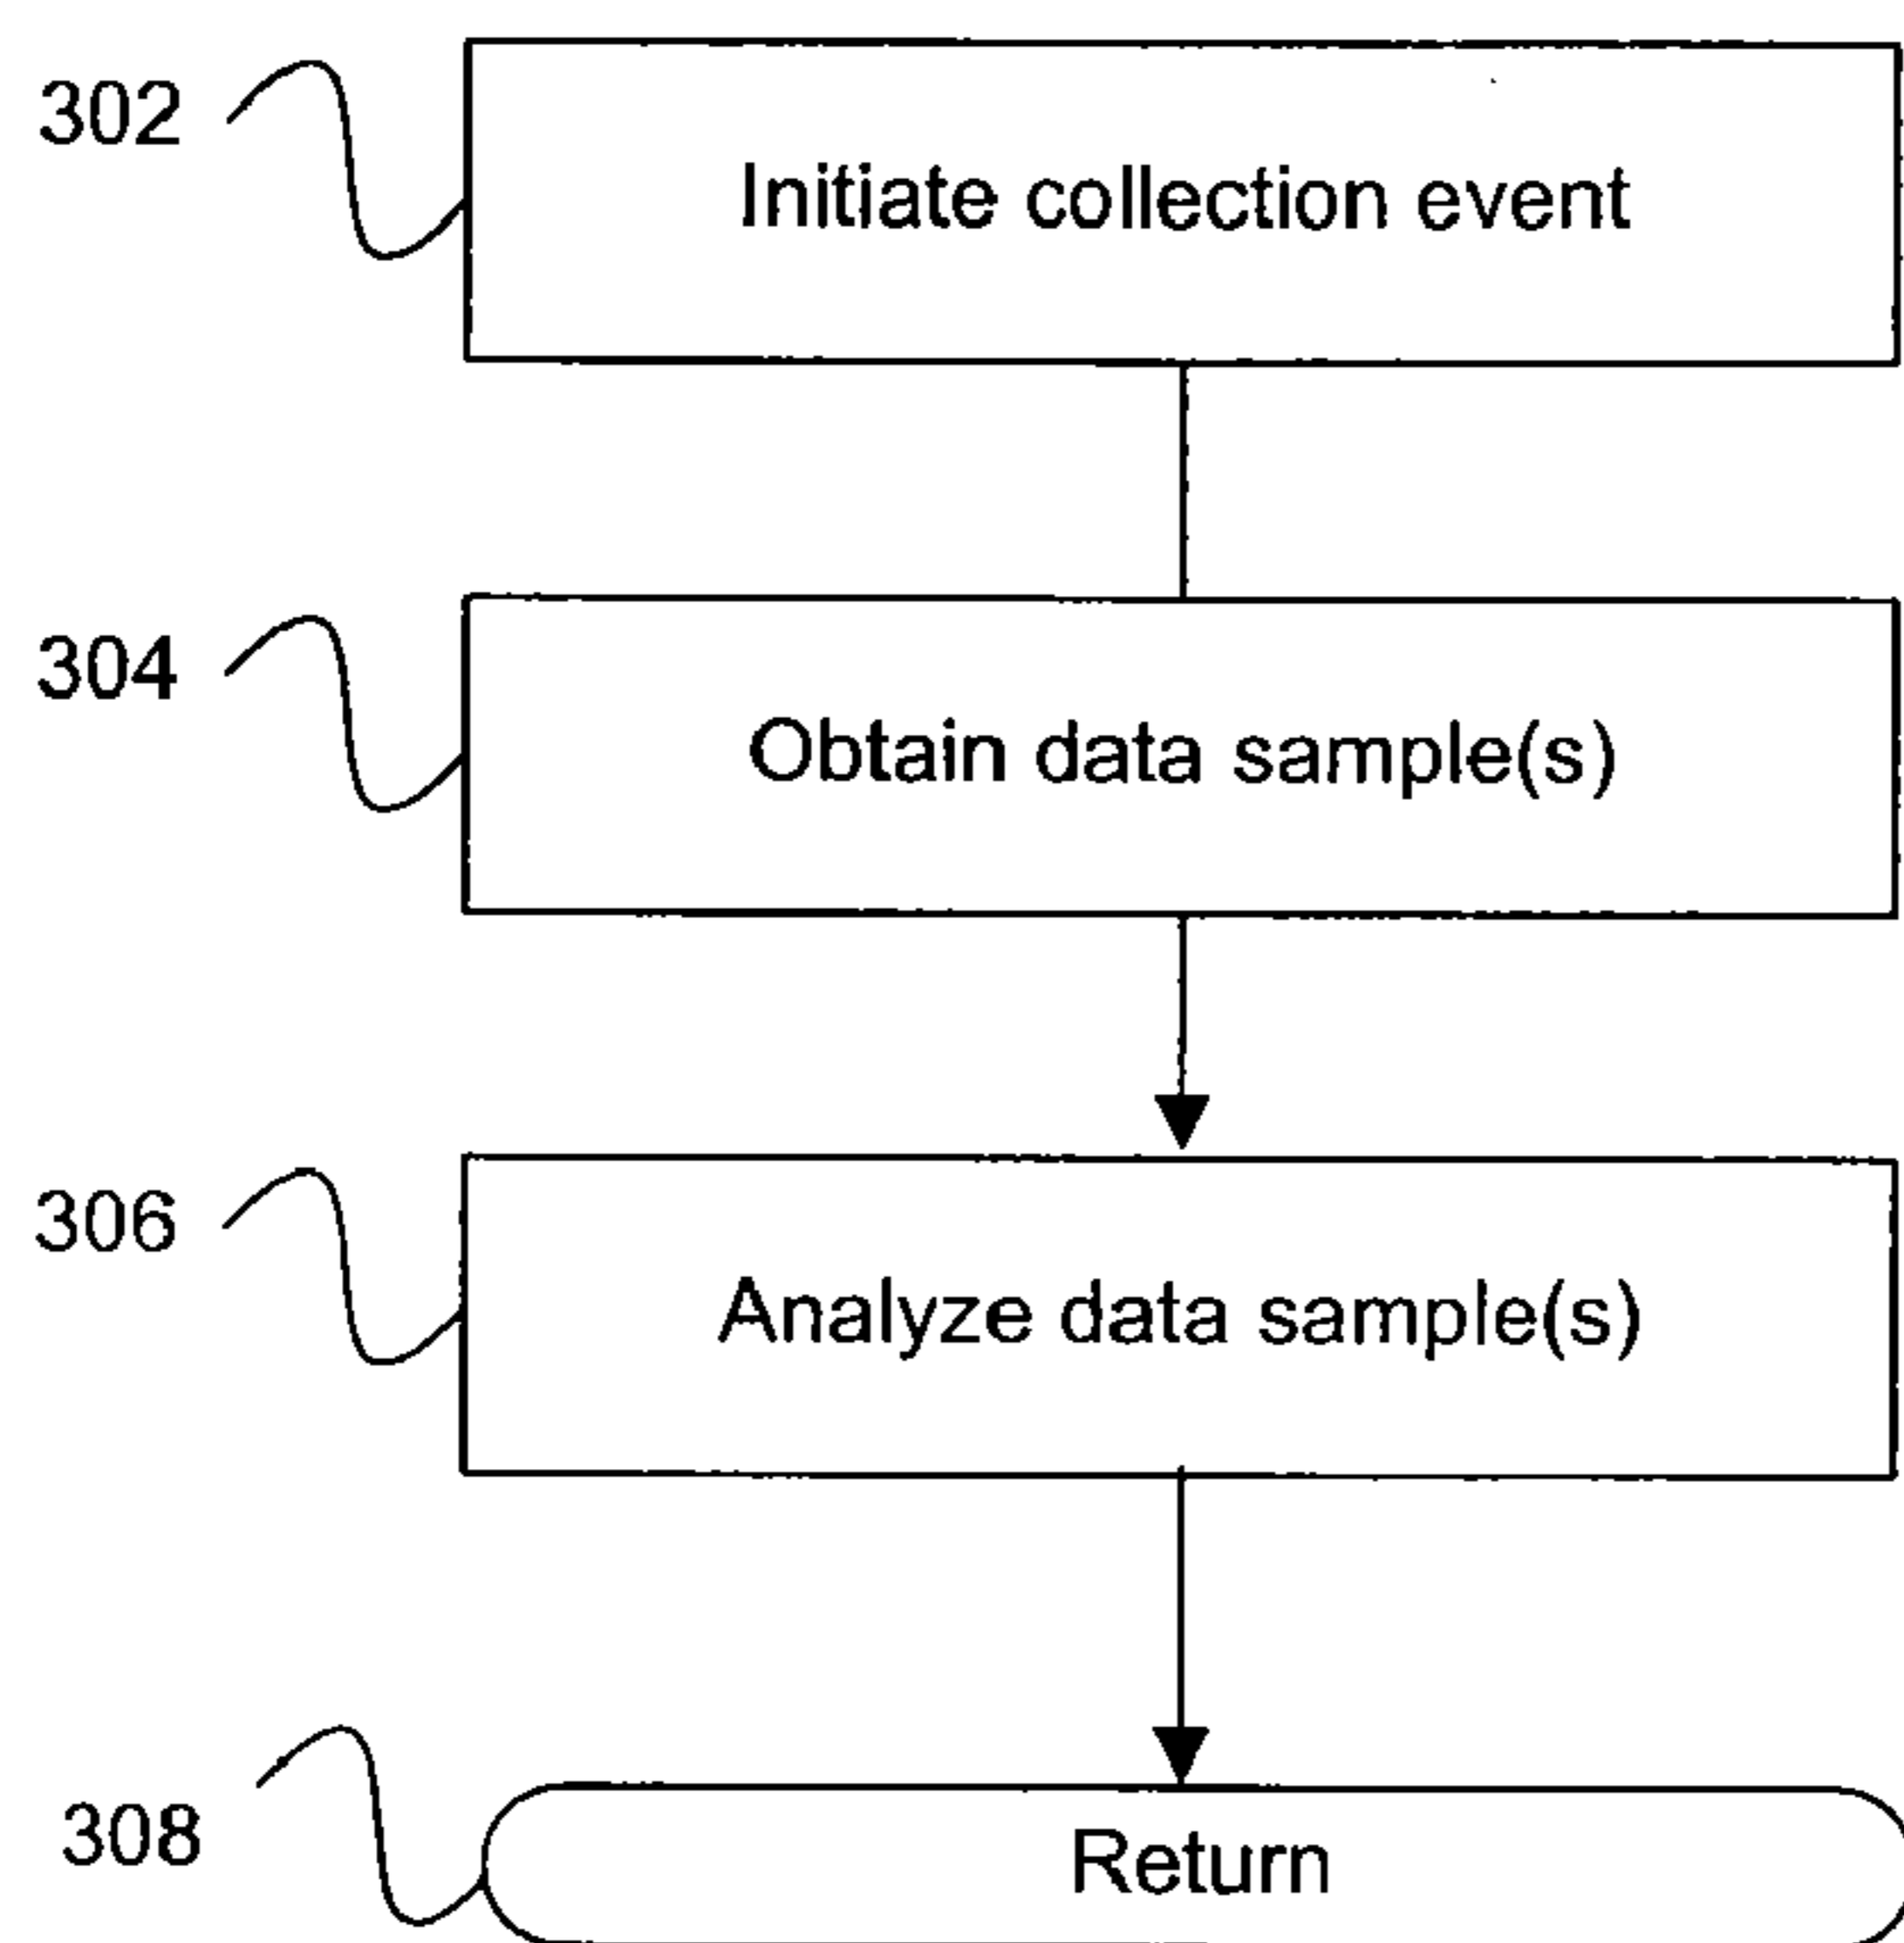 302
Initiate collection event
304
Obtain data sample(s)
306
Analyze data sample(s)
308
Return